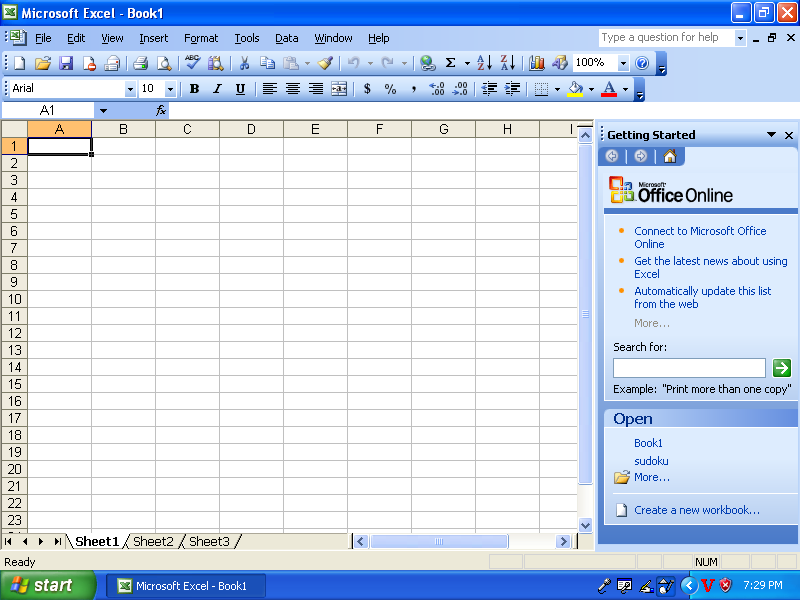 Microsoft Excel - Book1
File Edit View Insert Format Tools Data Window Help Type a question for help
ABC Σ A Z Z A 100% ?
Arial 10 B I U a $ % , .00 .00 A
A1 fx
A B C D E F G H I
1
2
3
4
5
6
7
8
9
10
11
12
13
14
15
16
17
18
19
20
21
22
23
Sheet1 Sheet2 Sheet3
Getting Started
Microsoft
Office Online
Connect to Microsoft Office
Online
Get the latest news about using
Excel
Automatically update this list
from the web
More...
Search for:
Example: "Print more than one copy"
Open
Book1
sudoku
More...
Create a new workbook...
Ready NUM
start Microsoft Excel - Book1 V 7:29 PM